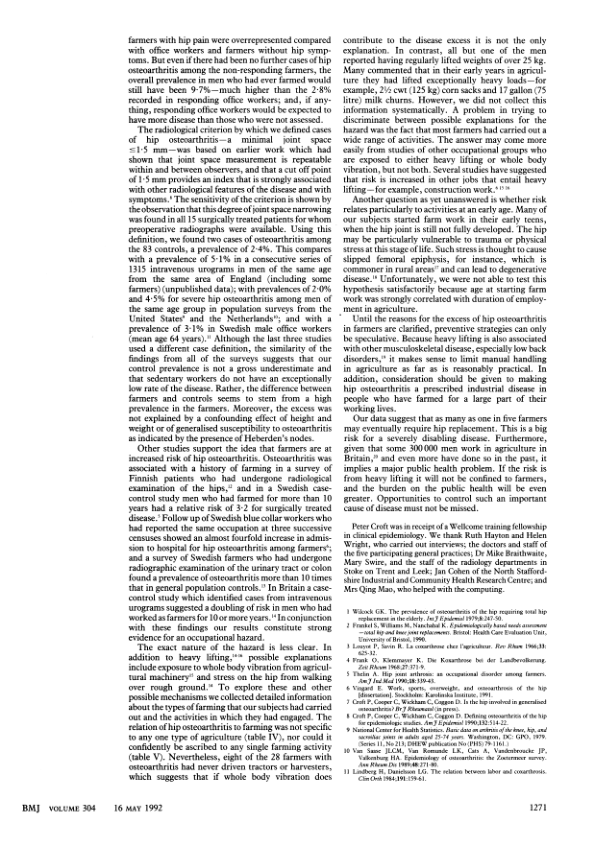 farmers with hip pain were overrepresented compared
with office workers and farmers without hip symp-
toms. But even if there had been no further cases of hip
osteoarthritis among the non-responding farmers, the
overall prevalence in men who had ever farmed would
still have been 9·7%—much higher than the 2·8%
recorded in responding office workers; and, if any-
thing, responding office workers would be expected to
have more disease than those who were not assessed.
The radiological criterion by which we defined cases
of hip osteoarthritis—a minimal joint space
≤1·5 mm—was based on earlier work which had
shown that joint space measurement is repeatable
within and between observers, and that a cut off point
of 1·5 mm provides an index that is strongly associated
with other radiological features of the disease and with
symptoms.⁸ The sensitivity of the criterion is shown by
the observation that this degree of joint space narrowing
was found in all 15 surgically treated patients for whom
preoperative radiographs were available. Using this
definition, we found two cases of osteoarthritis among
the 83 controls, a prevalence of 2·4%. This compares
with a prevalence of 5·1% in a consecutive series of
1315 intravenous urograms in men of the same age
from the same area of England (including some
farmers) (unpublished data); with prevalences of 2·0%
and 4·5% for severe hip osteoarthritis among men of
the same age group in population surveys from the
United States⁹ and the Netherlands¹⁰; and with a
prevalence of 3·1% in Swedish male office workers
(mean age 64 years).¹¹ Although the last three studies
used a different case definition, the similarity of the
findings from all of the surveys suggests that our
control prevalence is not a gross underestimate and
that sedentary workers do not have an exceptionally
low rate of the disease. Rather, the difference between
farmers and controls seems to stem from a high
prevalence in the farmers. Moreover, the excess was
not explained by a confounding effect of height and
weight or of generalised susceptibility to osteoarthritis
as indicated by the presence of Heberden's nodes.
Other studies support the idea that farmers are at
increased risk of hip osteoarthritis. Osteoarthritis was
associated with a history of farming in a survey of
Finnish patients who had undergone radiological
examination of the hips,¹² and in a Swedish case-
control study men who had farmed for more than 10
years had a relative risk of 3·2 for surgically treated
disease.⁵ Follow up of Swedish blue collar workers who
had reported the same occupation at three successive
censuses showed an almost fourfold increase in admis-
sion to hospital for hip osteoarthritis among farmers⁶;
and a survey of Swedish farmers who had undergone
radiographic examination of the urinary tract or colon
found a prevalence of osteoarthritis more than 10 times
that in general population controls.¹³ In Britain a case-
control study which identified cases from intravenous
urograms suggested a doubling of risk in men who had
worked as farmers for 10 or more years.¹⁴ In conjunction
with these findings our results constitute strong
evidence for an occupational hazard.
The exact nature of the hazard is less clear. In
addition to heavy lifting, possible explanations
include exposure to whole body vibration from agricul-
tural machinery and stress on the hip from walking
over rough ground. To explore these and other
possible mechanisms we collected detailed information
about the types of farming that our subjects had carried
out and the activities in which they had engaged. The
relation of hip osteoarthritis to farming was not specific
to any one type of agriculture (table IV), nor could it
confidently be ascribed to any single farming activity
(table V). Nevertheless, eight of the 28 farmers with
osteoarthritis had never driven tractors or harvesters,
which suggests that if whole body vibration does
contribute to the disease excess it is not the only
explanation. In contrast, all but one of the men
reported having regularly lifted weights of over 25 kg.
Many commented that in their early years in agricul-
ture they had lifted exceptionally heavy loads—for
example, 2½ cwt (125 kg) corn sacks and 17 gallon (75
litre) milk churns. However, we did not collect this
information systematically. A problem in trying to
discriminate between possible explanations for the
hazard was the fact that most farmers had carried out a
wide range of activities. The answer may come more
easily from studies of other occupational groups who
are exposed to either heavy lifting or whole body
vibration, but not both. Several studies have suggested
that risk is increased in other jobs that entail heavy
lifting—for example, construction work.⁶ ¹⁵ ¹⁶
Another question as yet unanswered is whether risk
relates particularly to activities at an early age. Many of
our subjects started farm work in their early teens,
when the hip joint is still not fully developed. The hip
may be particularly vulnerable to trauma or physical
stress at this stage of life. Such stress is thought to cause
slipped femoral epiphysis, for instance, which is
commoner in rural areas¹⁷ and can lead to degenerative
disease.¹⁸ Unfortunately, we were not able to test this
hypothesis satisfactorily because age at starting farm
work was strongly correlated with duration of employ-
ment in agriculture.
Until the reasons for the excess of hip osteoarthritis
in farmers are clarified, preventive strategies can only
be speculative. Because heavy lifting is also associated
with other musculoskeletal disease, especially low back
disorders,¹⁹ it makes sense to limit manual handling
in agriculture as far as is reasonably practical. In
addition, consideration should be given to making
hip osteoarthritis a prescribed industrial disease in
people who have farmed for a large part of their
working lives.
Our data suggest that as many as one in five farmers
may eventually require hip replacement. This is a big
risk for a severely disabling disease. Furthermore,
given that some 300 000 men work in agriculture in
Britain,²⁰ and even more have done so in the past, it
implies a major public health problem. If the risk is
from heavy lifting it will not be confined to farmers,
and the burden on the public health will be even
greater. Opportunities to control such an important
cause of disease must not be missed.
Peter Croft was in receipt of a Wellcome training fellowship
in clinical epidemiology. We thank Ruth Hayton and Helen
Wright, who carried out interviews; the doctors and staff of
the five participating general practices; Dr Mike Braithwaite,
Mary Swire, and the staff of the radiology departments in
Stoke on Trent and Leek; Jan Cohen of the North Stafford-
shire Industrial and Community Health Research Centre; and
Mrs Qing Mao, who helped with the computing.
1 Wilcock GK. The prevalence of osteoarthritis of the hip requiring total hip
replacement in the elderly. Int J Epidemiol 1979;8:247-50.
2 Frankel S, Williams M, Nanchahal K. Epidemiologically based needs assessment
—total hip and knee joint replacements. Bristol: Health Care Evaluation Unit,
University of Bristol, 1990.
3 Louyot P, Savin R. La coxarthrose chez l'agriculteur. Rev Rhum 1966;33:
625-32.
4 Frank O, Klemmayer K. Die Koxarthrose bei der Landbevolkerung.
Zeit Rheum 1968;27:371-9.
5 Thelin A. Hip joint arthrosis: an occupational disorder among farmers.
Am J Ind Med 1990;18:339-43.
6 Vingard E. Work, sports, overweight, and osteoarthrosis of the hip
[dissertation]. Stockholm: Karolinska Institute, 1991.
7 Croft P, Cooper C, Wickham C, Coggon D. Is the hip involved in generalised
osteoarthritis? Br J Rheumatol (in press).
8 Croft P, Cooper C, Wickham C, Coggon D. Defining osteoarthritis of the hip
for epidemiologic studies. Am J Epidemiol 1990;132:514-22.
9 National Center for Health Statistics. Basic data on arthritis of the knee, hip, and
sacroiliac joint in adults aged 25-74 years. Washington, DC: GPO, 1979.
(Series 11, No 213; DHEW publication No (PHS) 79-1161.)
10 Van Saase JLCM, Van Romunde LK, Cats A, Vandenbroucke JP,
Valkenburg HA. Epidemiology of osteoarthritis: the Zoetermeer survey.
Ann Rheum Dis 1989;48:271-80.
11 Lindberg H, Danielsson LG. The relation between labor and coxarthrosis.
Clin Orth 1984;191:159-61.
BMJ VOLUME 304 16 MAY 1992
1271